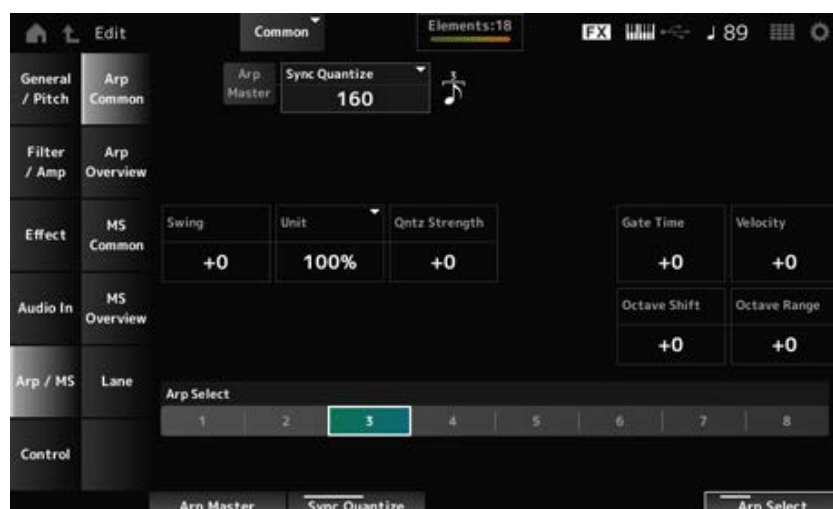 Edit
Common
Elements:18
FX
89
General / Pitch
Arp Common
Arp Master
Sync Quantize
160
3
Filter / Amp
Arp Overview
Effect
MS Common
Swing
Unit
Qntz Strength
Gate Time
Velocity
+0
100%
+0
+0
+0
Audio In
MS Overview
Octave Shift
Octave Range
+0
+0
Arp / MS
Lane
Arp Select
1 2 3 4 5 6 7 8
Control
Arp Master
Sync Quantize
Arp Select